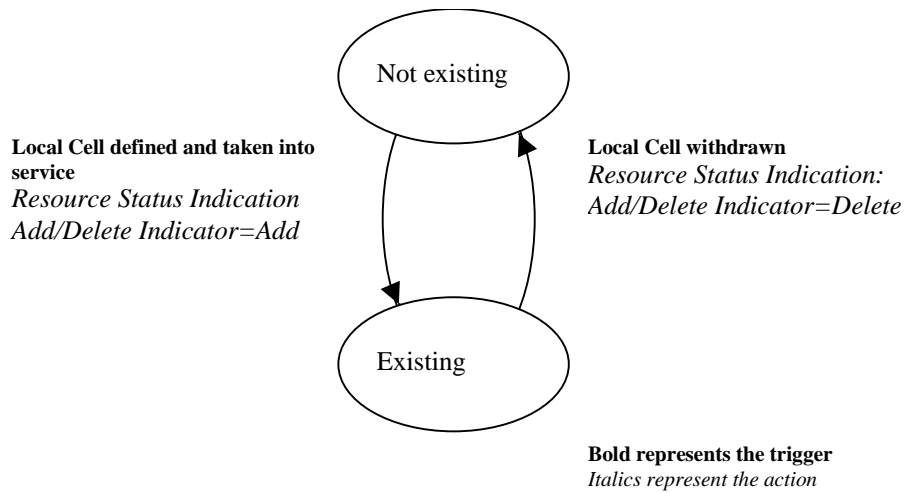 Not existing
Local Cell defined and taken into
service
Resource Status Indication
Add/Delete Indicator=Add
Local Cell withdrawn
Resource Status Indication:
Add/Delete Indicator=Delete
Existing
Bold represents the trigger
Italics represent the action